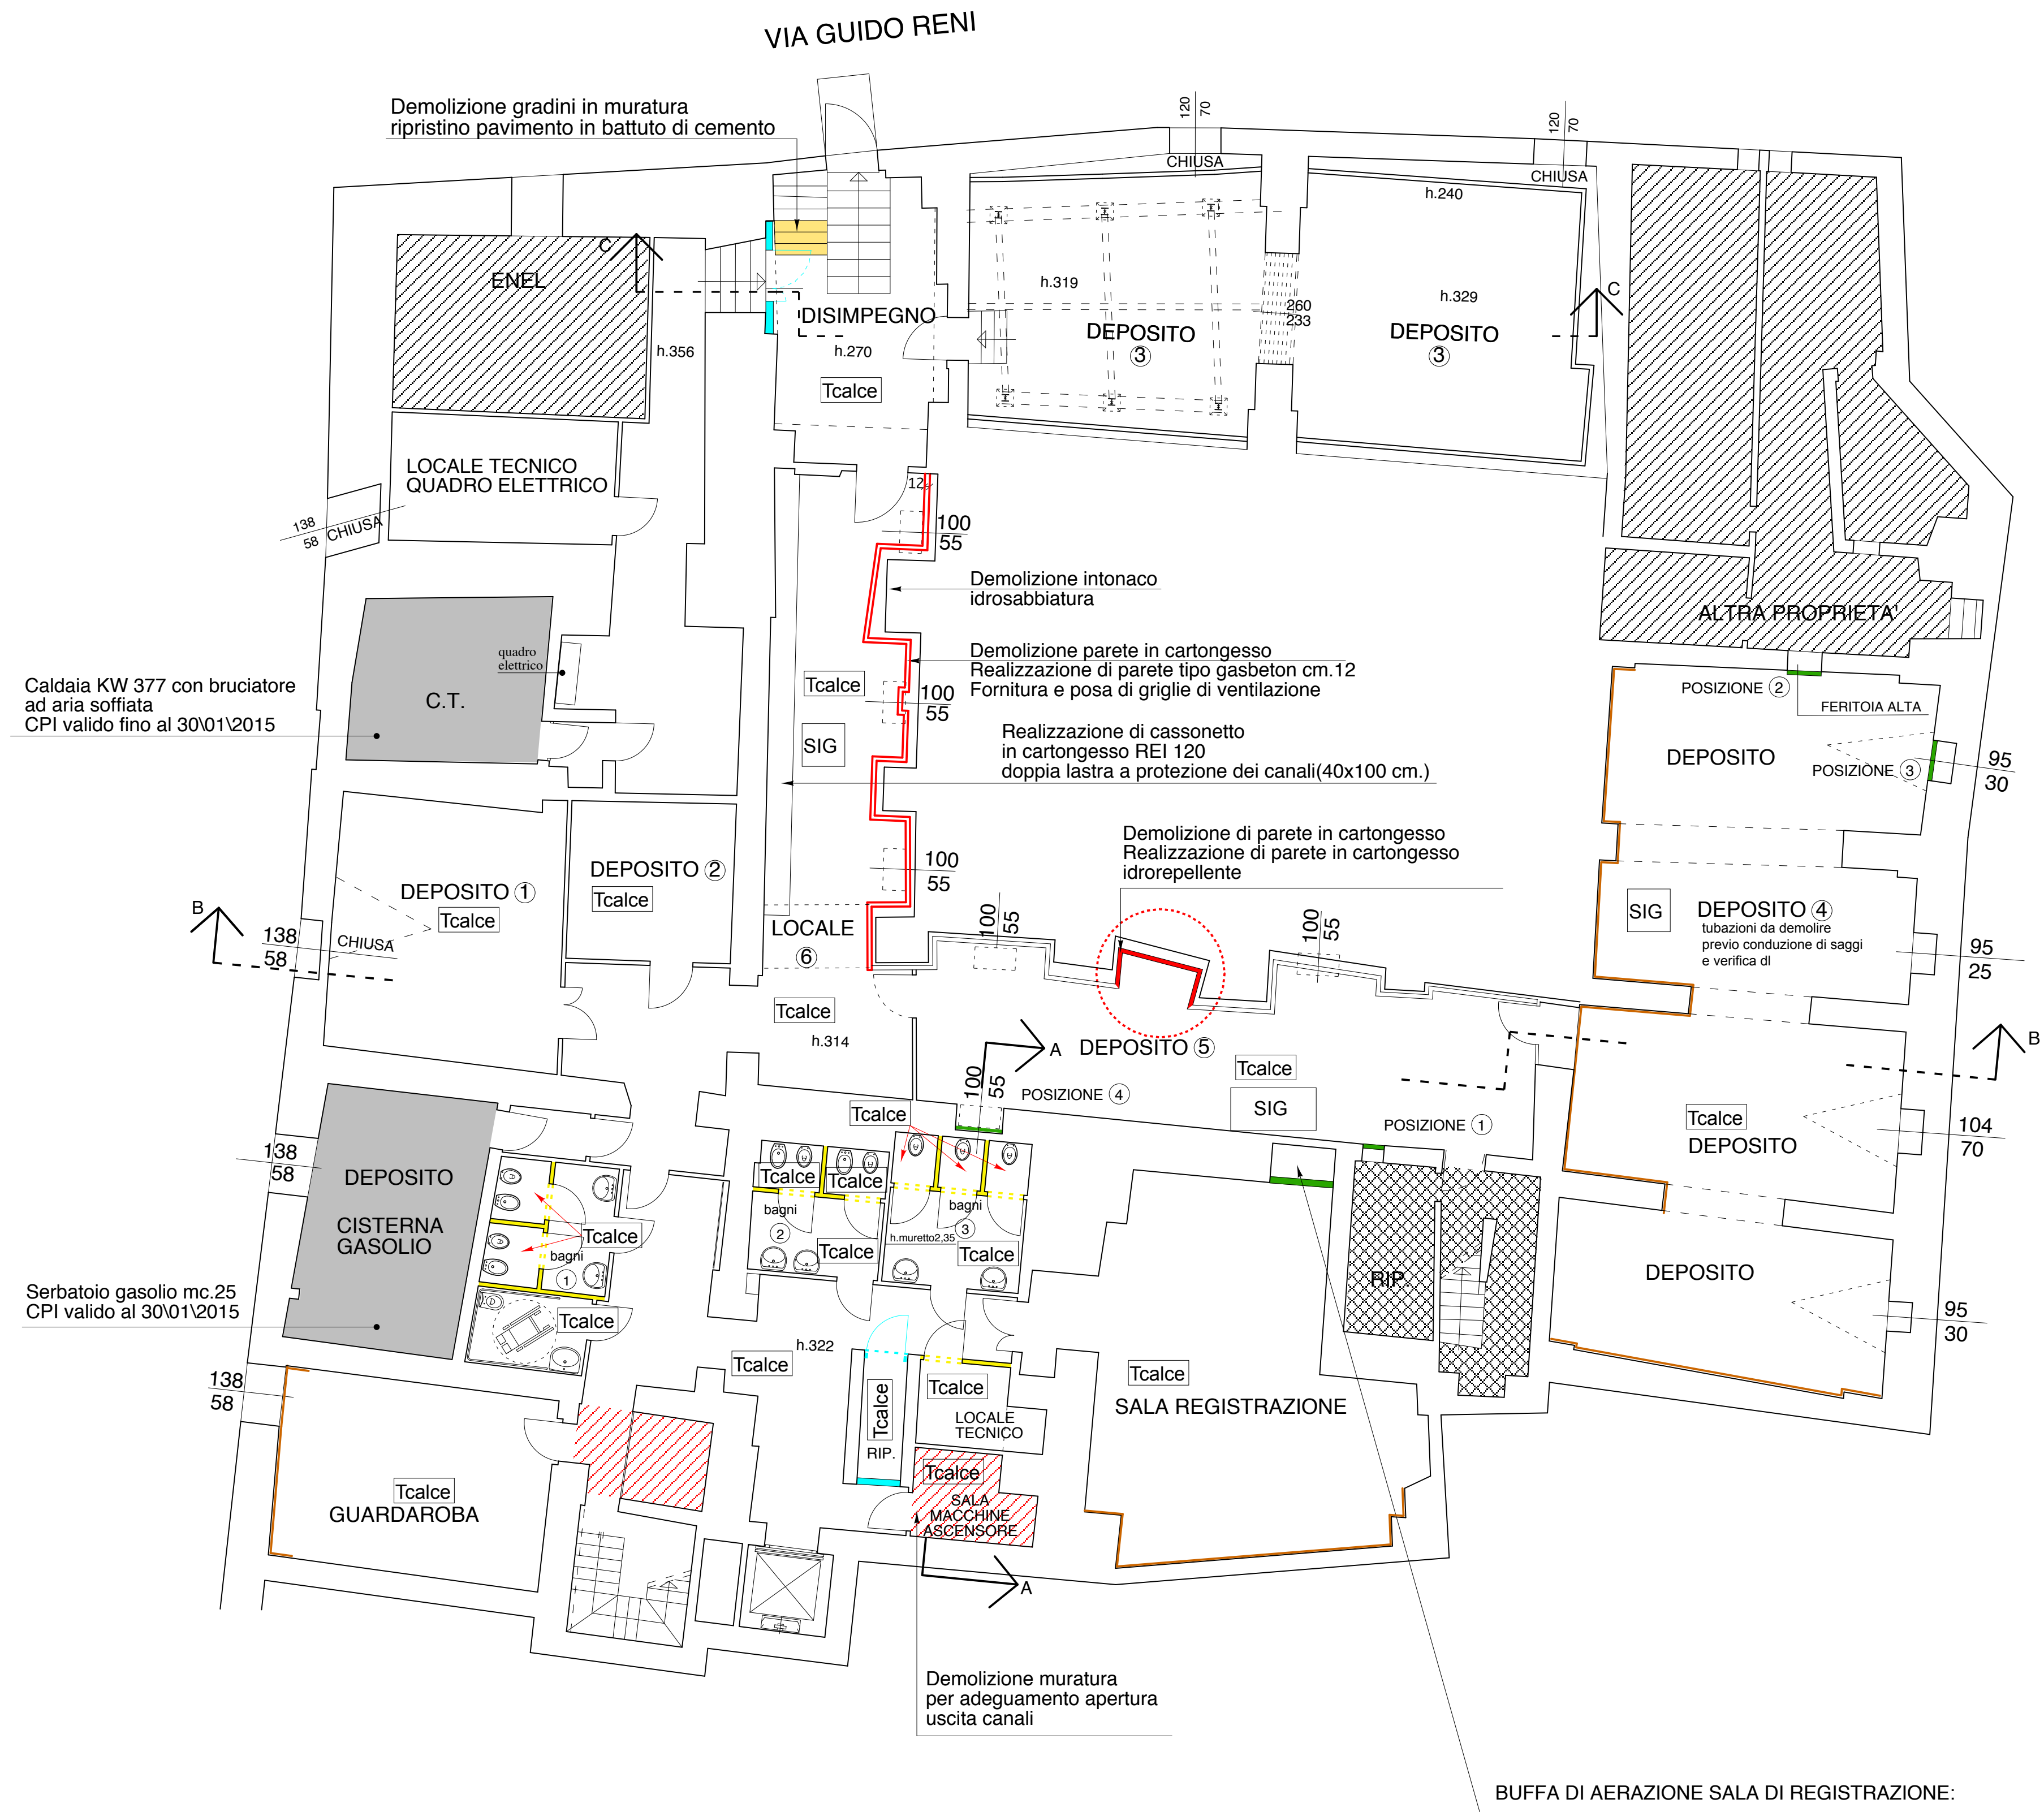 VIA GUIDO RENI
Demolizione gradini in muratura
ripristino pavimento in battuto di cemento
120
70
120
70
CHIUSA
CHIUSA
h.240
C
ENEL
DISIMPEGNO
h.270
h.356
Tcalce
h.319
DEPOSITO
3
260
233
h.329
DEPOSITO
3
C
LOCALE TECNICO
QUADRO ELETTRICO
138
58
CHIUSA
12
100
55
Demolizione intonaco
idrosabbiatura
ALTRA PROPRIETA'
quadro
elettrico
Demolizione parete in cartongesso
Realizzazione di parete tipo gasbeton cm.12
Fornitura e posa di griglie di ventilazione
Caldaia KW 377 con bruciatore
ad aria soffiata
CPI valido fino al 30\01\2015
C.T.
Tcalce
100
55
SIG
Realizzazione di cassonetto
in cartongesso REI 120
doppia lastra a protezione dei canali(40x100 cm.)
POSIZIONE 2
FERITOIA ALTA
DEPOSITO
POSIZIONE 3
95
30
Demolizione di parete in cartongesso
Realizzazione di parete in cartongesso
idrorepellente
100
55
DEPOSITO 1
Tcalce
DEPOSITO 2
Tcalce
SIG
DEPOSITO 4
tubazioni da demolire
previo conduzione di saggi
e verifica dl
95
25
B
138
58
CHIUSA
LOCALE
6
100
55
100
55
Tcalce
h.314
A
DEPOSITO 5
Tcalce
SIG
100
55
POSIZIONE 4
POSIZIONE 1
B
Tcalce
DEPOSITO
104
70
138
58
DEPOSITO
CISTERNA
GASOLIO
Tcalce
Tcalce
Tcalce
bagni
2
bagni
3
h.muretto2,35
Tcalce
Tcalce
Tcalce
bagni
1
Tcalce
RIP.
DEPOSITO
95
30
Serbatoio gasolio mc.25
CPI valido al 30\01\2015
h.322
Tcalce
138
58
Tcalce
RIP.
Tcalce
LOCALE
TECNICO
Tcalce
SALA REGISTRAZIONE
Tcalce
GUARDAROBA
Tcalce
SALA
MACCHINE
ASCENSORE
A
Demolizione muratura
per adeguamento apertura
uscita canali
BUFFA DI AERAZIONE SALA DI REGISTRAZIONE: